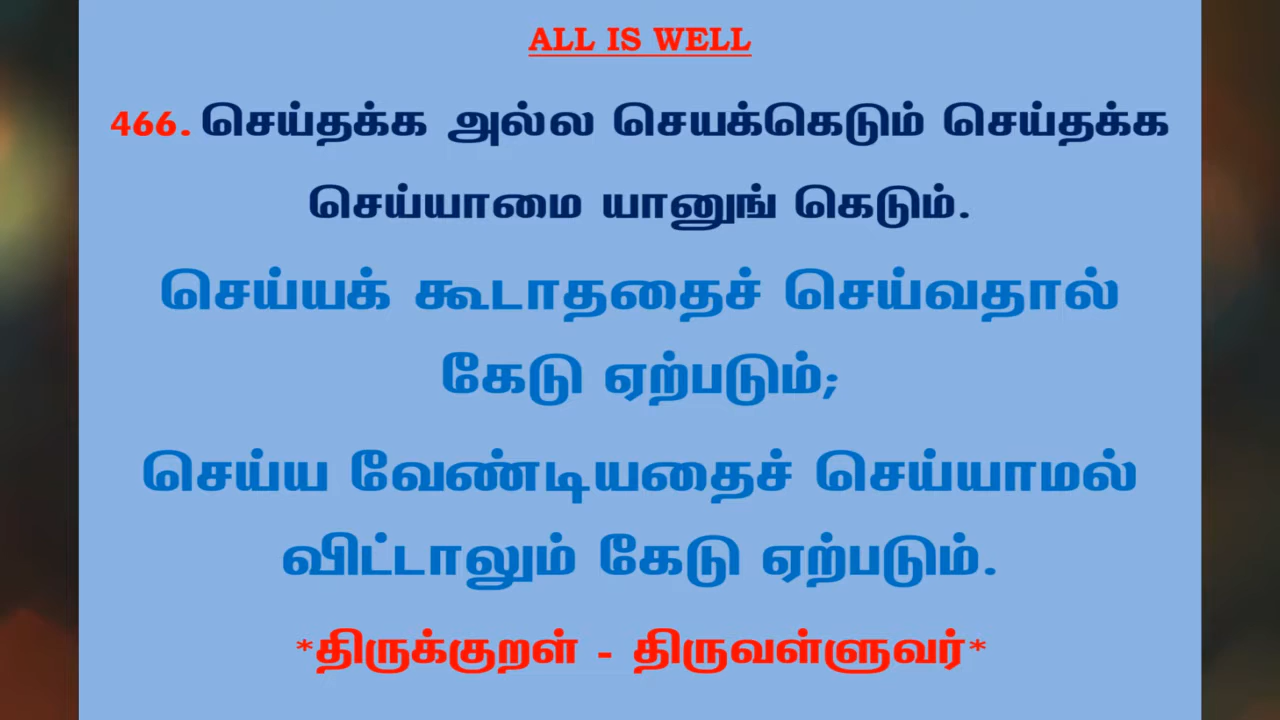 ALL IS WELL
466. செய்தக்க அல்ல செயக்கெடும் செய்தக்க
செய்யாமை யானுங் கெடும்.
செய்யக் கூடாததைச் செய்வதால்
கேடு ஏற்படும்;
செய்ய வேண்டியதைச் செய்யாமல்
விட்டாலும் கேடு ஏற்படும்.
*திருக்குறள் - திருவள்ளுவர்*